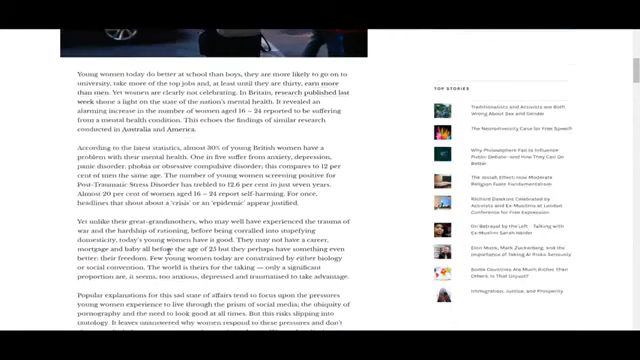 Young women today do better at school than boys, they are more likely to go on to
university, take more of the top jobs and, at least until they are thirty, earn more
than men. Yet women are clearly not celebrating. In Britain, research published last
week shone a light on the state of the nation's mental health. It revealed an
alarming increase in the number of women aged 16 – 24 reported to be suffering
from a mental health condition. This echoes the findings of similar research
conducted in Australia and America.
According to the latest statistics, almost 30% of young British women have a
problem with their mental health. One in five suffer from anxiety, depression,
panic disorder, phobia or obsessive compulsive disorder; this compares to 12 per
cent of men the same age. The number of young women screening positive for
Post-Traumatic Stress Disorder has trebled to 12.6 per cent in just seven years.
Almost 20 per cent of women aged 16 – 24 report self-harming. For once,
headlines that shout about a 'crisis' or an 'epidemic' appear justified.
Yet unlike their great-grandmothers, who may well have experienced the trauma of
war and the hardship of rationing, before being corralled into stupefying
domesticity, today's young women have it good. They may not have a career,
mortgage and baby all before the age of 25 but they perhaps have something even
better: their freedom. Few young women today are constrained by either biology
or social convention. The world is theirs for the taking — only a significant
proportion are, it seems, too anxious, depressed and traumatised to take advantage.
Popular explanations for this sad state of affairs tend to focus upon the pressures
young women experience to live through the prism of social media; the ubiquity of
pornography and the need to look good at all times. But this risks slipping into
tautology. It leaves unanswered why women respond to these pressures and don't
TOP STORIES
Traditionalists and Activists are Both
Wrong About Sex and Gender
The Neurodiversity Case for Free Speech
Why Philosophers Fail to Influence
Public Debate—and How They Can Do
Better
The Josiah Effect: How Moderate
Religion Fuels Fundamentalism
Richard Dawkins Celebrated by
Activists and Ex-Muslims at London
Conference for Free Expression
On Betrayal by the Left – Talking with
Ex-Muslim Sarah Haider
Elon Musk, Mark Zuckerberg, and the
Importance of Taking AI Risks Seriously
Some Countries Are Much Richer
Than Others. Is That Unjust?
Immigration, Justice, and Prosperity